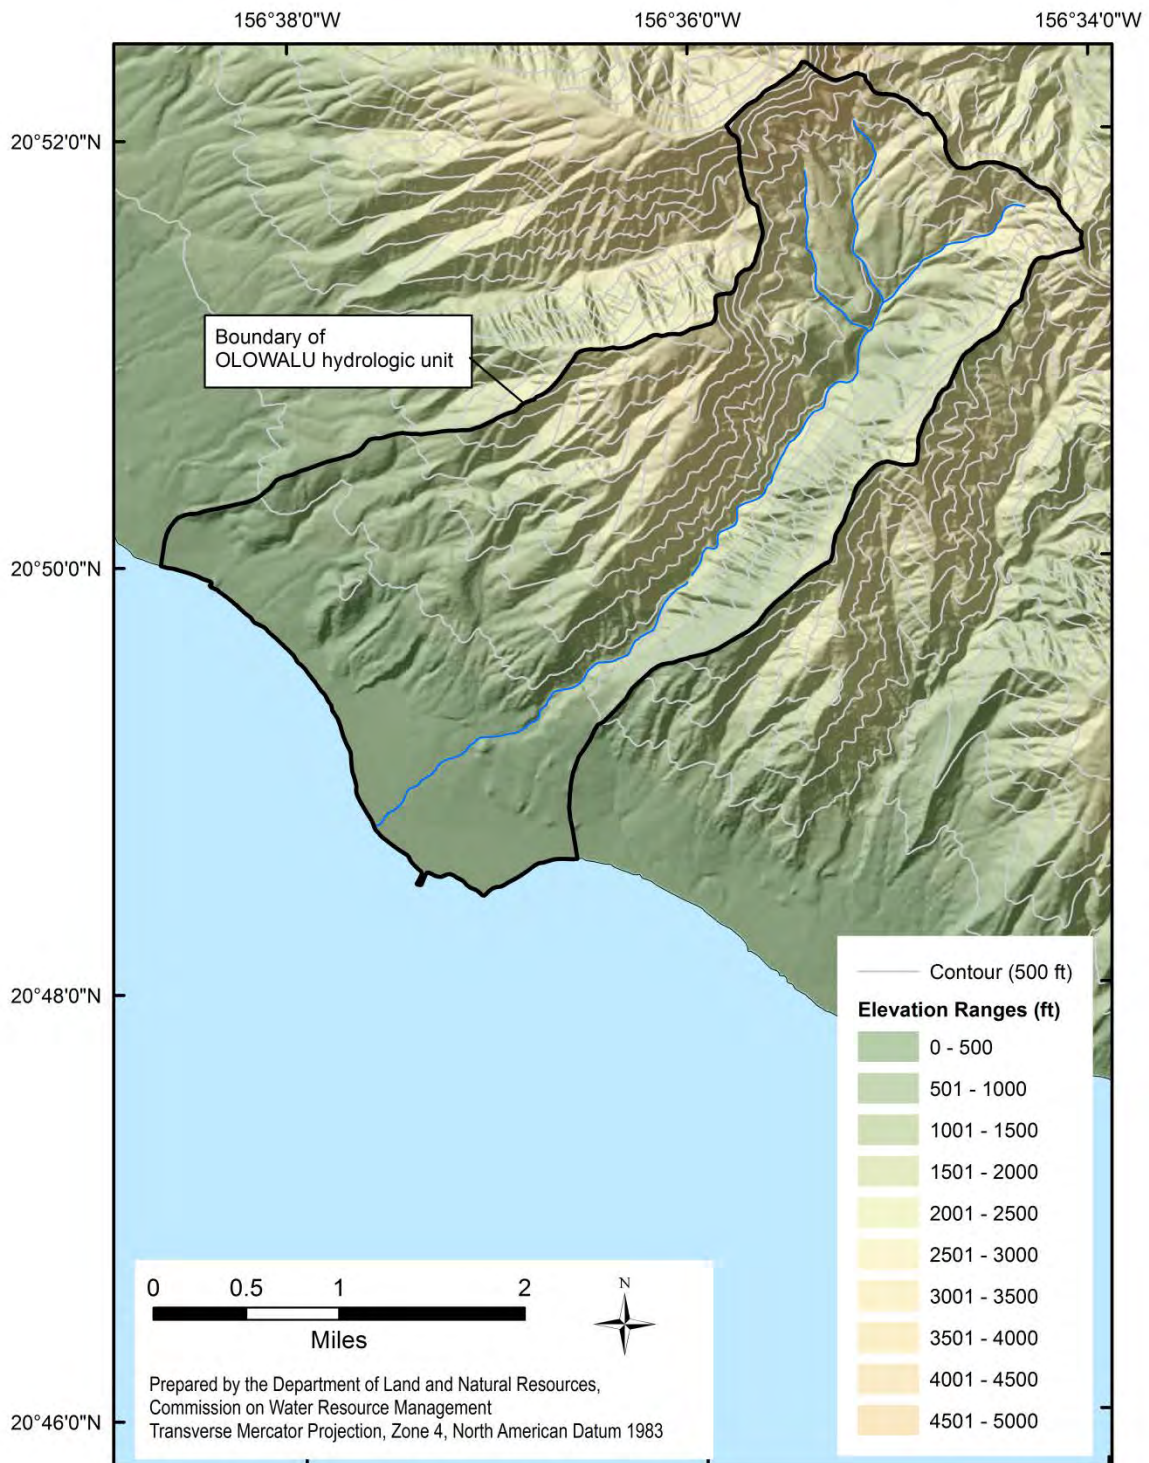 156°38'0"W
156°36'0"W
156°34'0"W
20°52'0"N
Boundary of
OLOWALU hydrologic unit
20°50'0"N
20°48'0"N
Contour (500 ft)
Elevation Ranges (ft)
0 - 500
501 - 1000
1001 - 1500
1501 - 2000
2001 - 2500
2501 - 3000
3001 - 3500
3501 - 4000
4001 - 4500
4501 - 5000
0 0.5 1 2
Miles
N
Prepared by the Department of Land and Natural Resources,
Commission on Water Resource Management
Transverse Mercator Projection, Zone 4, North American Datum 1983
20°46'0"N